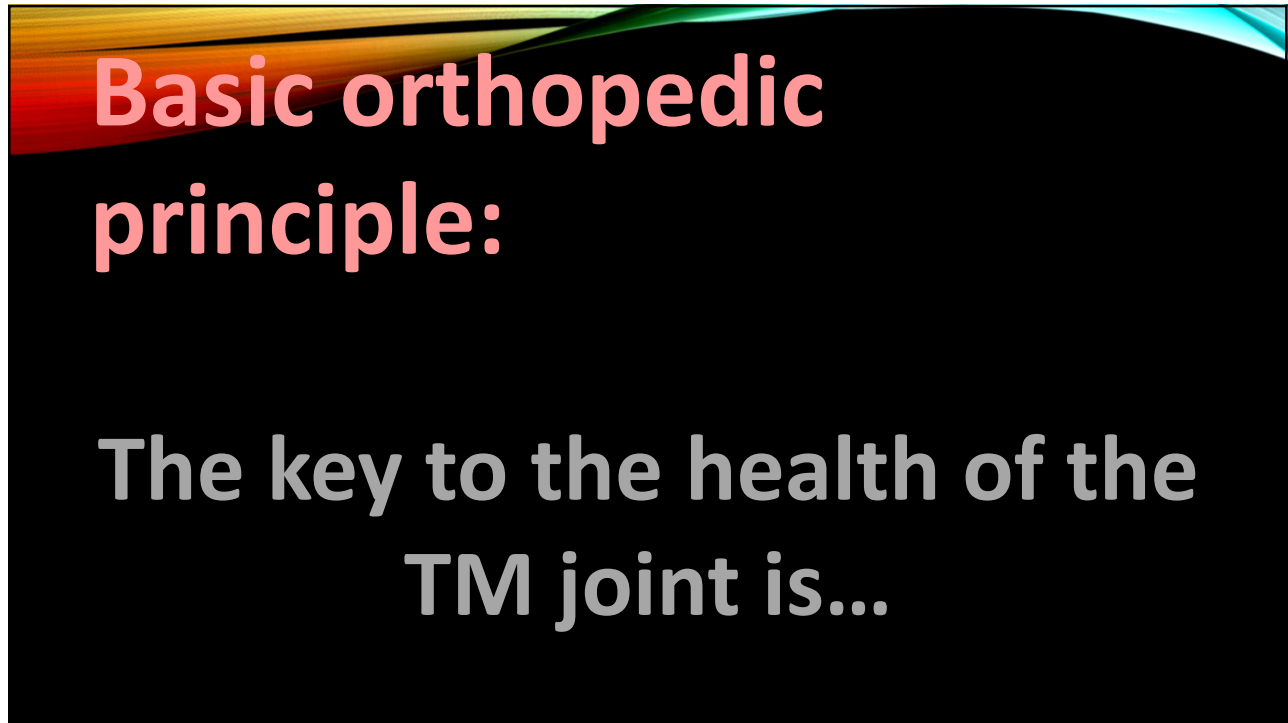 Basic orthopedic
principle:
The key to the health of the
TM joint is…